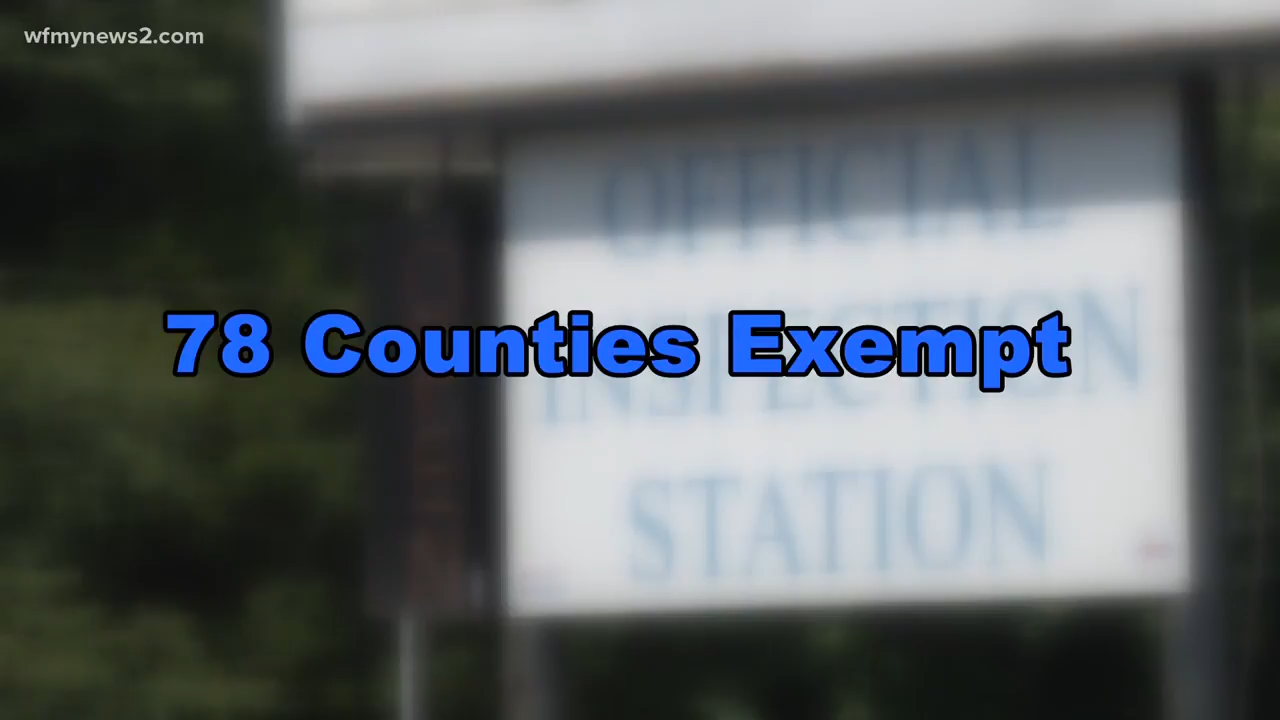 wfmynews2.com
OFFICIAL
78 Counties Exempt
INSPECTION
STATION